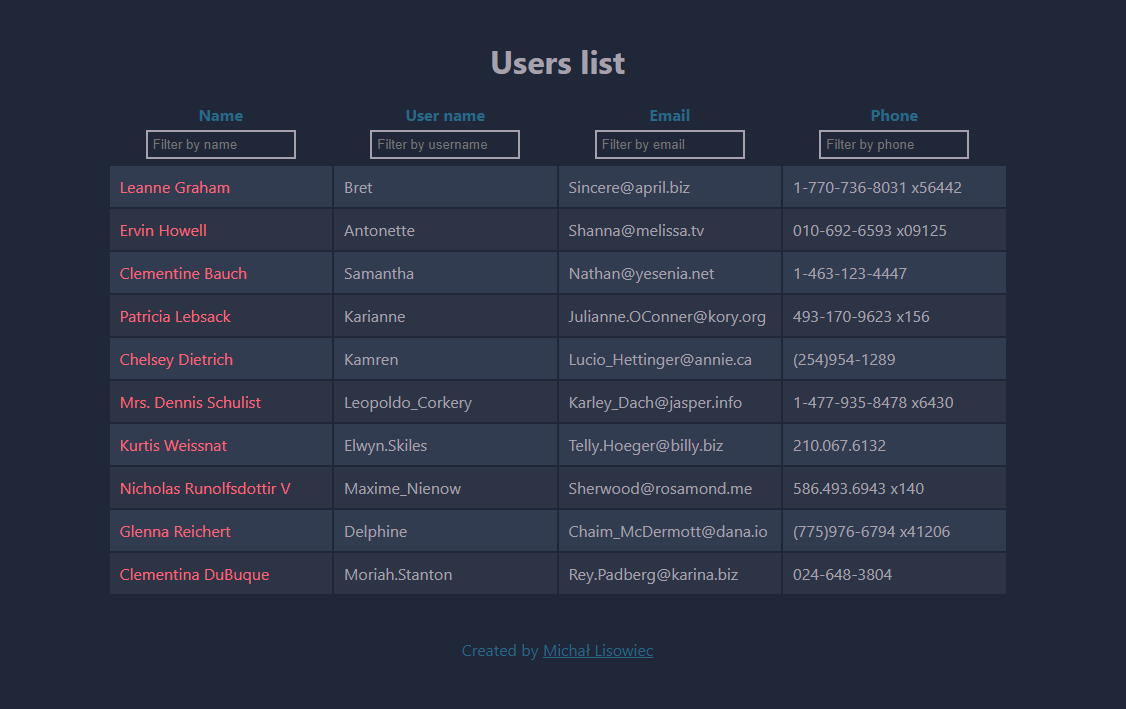 Users list
Name User name Email Phone
Filter by name Filter by username Filter by email Filter by phone
Leanne Graham Bret Sincere@april.biz 1-770-736-8031 x56442
Ervin Howell Antonette Shanna@melissa.tv 010-692-6593 x09125
Clementine Bauch Samantha Nathan@yesenia.net 1-463-123-4447
Patricia Lebsack Karianne Julianne.OConner@kory.org 493-170-9623 x156
Chelsey Dietrich Kamren Lucio_Hettinger@annie.ca (254)954-1289
Mrs. Dennis Schulist Leopoldo_Corkery Karley_Dach@jasper.info 1-477-935-8478 x6430
Kurtis Weissnat Elwyn.Skiles Telly.Hoeger@billy.biz 210.067.6132
Nicholas Runolfsdottir V Maxime_Nienow Sherwood@rosamond.me 586.493.6943 x140
Glenna Reichert Delphine Chaim_McDermott@dana.io (775)976-6794 x41206
Clementina DuBuque Moriah.Stanton Rey.Padberg@karina.biz 024-648-3804
Created by Michał Lisowiec